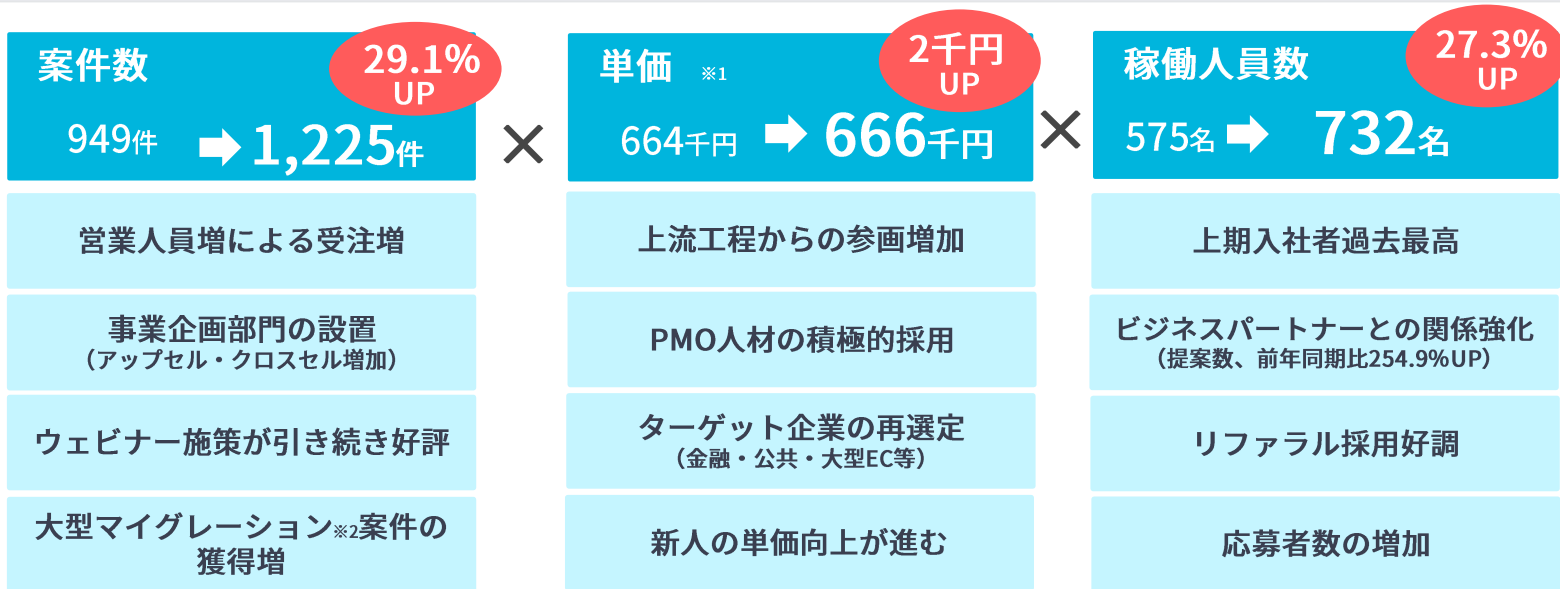 案件数
29.1%
UP
949件 ➡ 1,225件
営業人員増による受注増
事業企画部門の設置
（アップセル・クロスセル増加）
ウェビナー施策が引き続き好評
大型マイグレーション※2案件の
獲得増
×
単価 ※1
2千円
UP
664千円 ➡ 666千円
上流工程からの参画増加
PMO人材の積極的採用
ターゲット企業の再選定
（金融・公共・大型EC等）
新人の単価向上が進む
×
稼働人員数
27.3%
UP
575名 ➡ 732名
上期入社者過去最高
ビジネスパートナーとの関係強化
（提案数、前年同期比254.9%UP）
リファラル採用好調
応募者数の増加